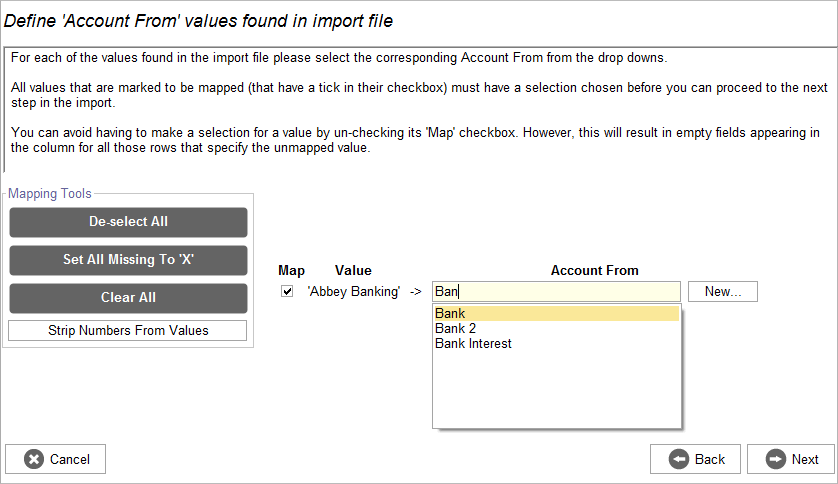 Define 'Account From' values found in import file
For each of the values found in the import file please select the corresponding Account From from the drop downs.
All values that are marked to be mapped (that have a tick in their checkbox) must have a selection chosen before you can proceed to the next
step in the import.
You can avoid having to make a selection for a value by un-checking its 'Map' checkbox. However, this will result in empty fields appearing in
the column for all those rows that specify the unmapped value.
Mapping Tools
De-select All
Set All Missing To 'X'
Clear All
Strip Numbers From Values
Map Value Account From
'Abbey Banking' -> Ban New...
Bank
Bank 2
Bank Interest
Cancel Back Next